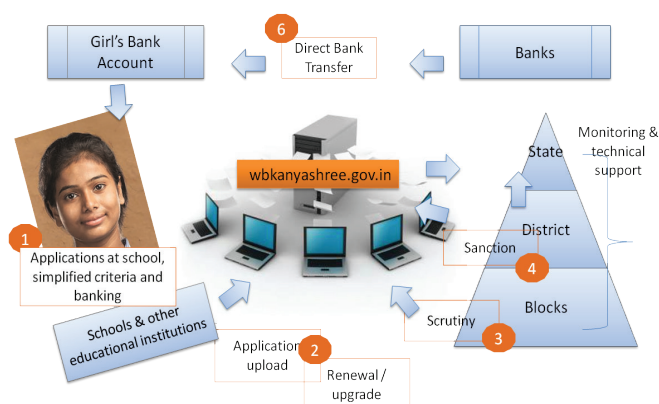 6
Girl's Bank
Account
Direct Bank
Transfer
Banks
wbkanyashree.gov.in
State
Monitoring &
technical
support
1
Applications at school,
simplified criteria and
banking
District
Sanction
4
Blocks
Scrutiny
3
Schools & other
educational institutions
Application
upload
2
Renewal /
upgrade